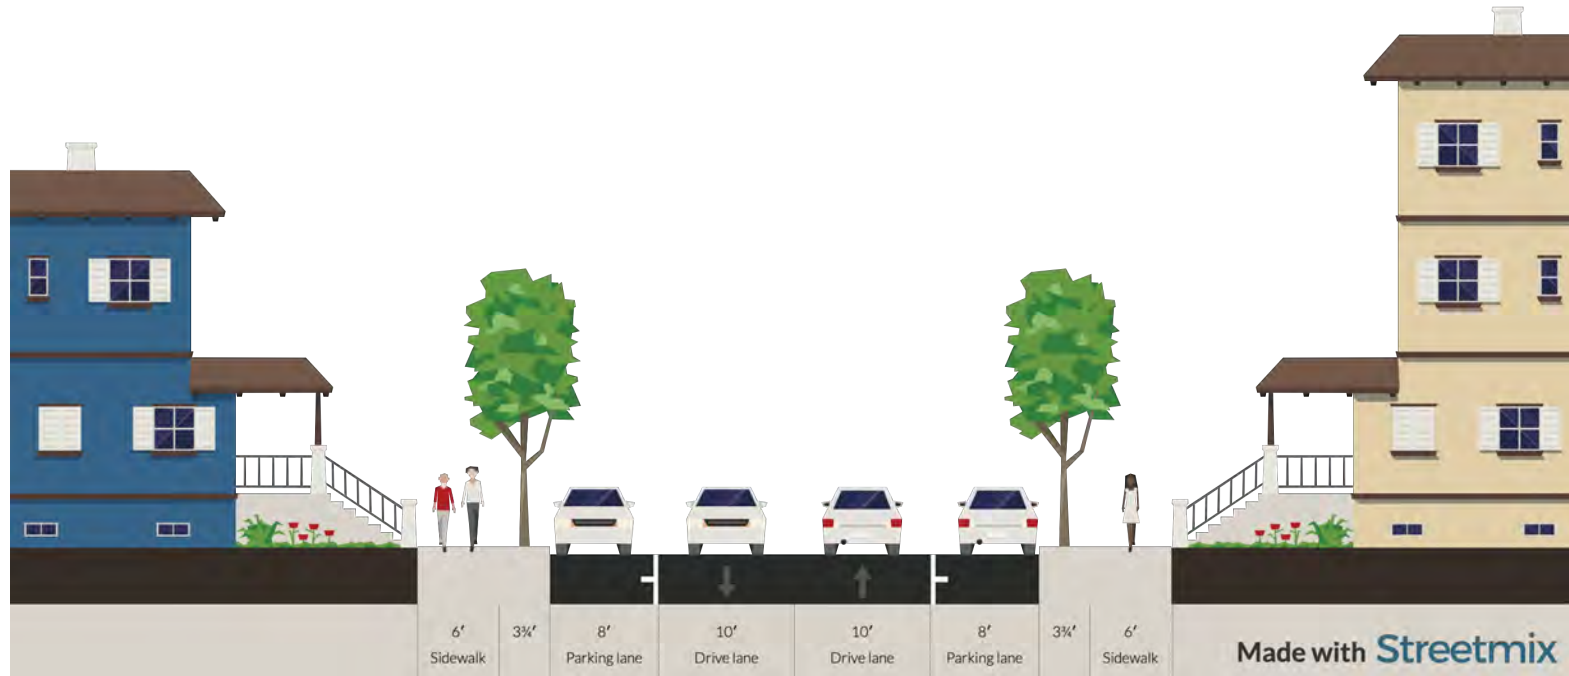 6′ 3¾′ 8′ 10′ 10′ 8′ 3¾′ 6′
Sidewalk Parking lane Drive lane Drive lane Parking lane Sidewalk
Made with Streetmix